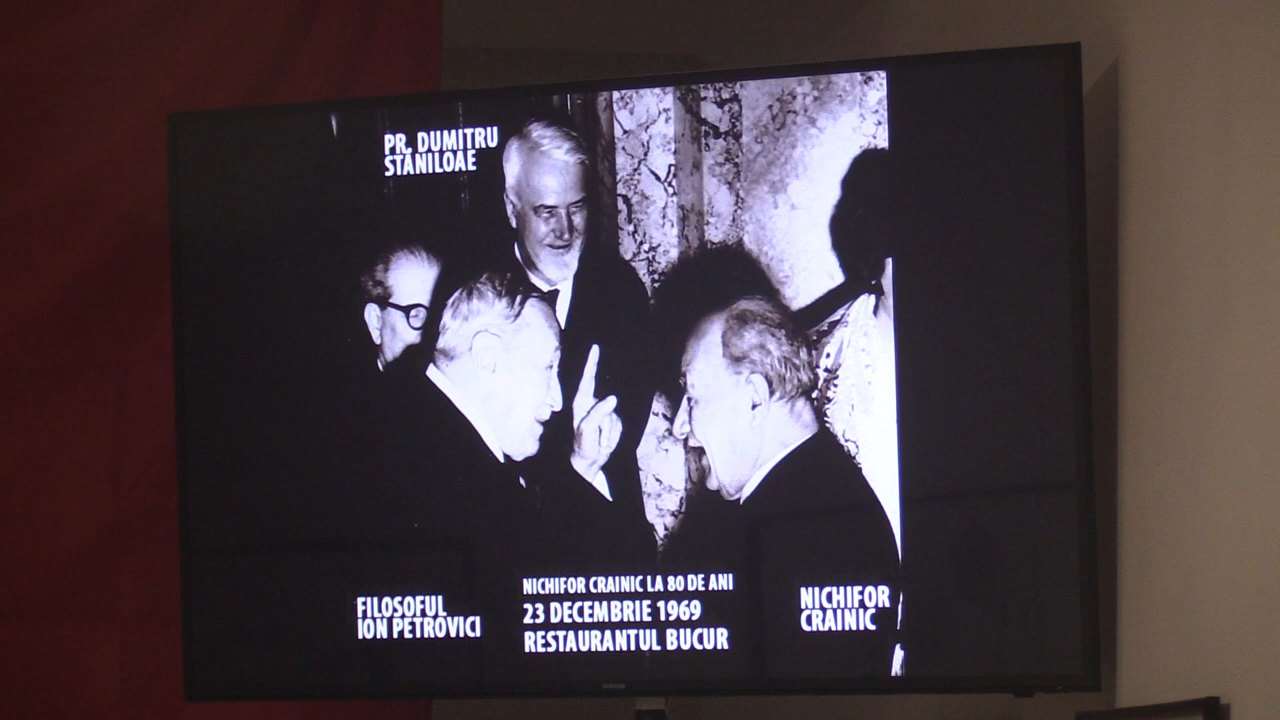 PR. DUMITRU
STĂNILOAE
FILOSOFUL
ION PETROVICI
NICHIFOR CRAINIC LA 80 DE ANI
23 DECEMBRIE 1969
RESTAURANTUL BUCUR
NICHIFOR
CRAINIC
SAMSUNG